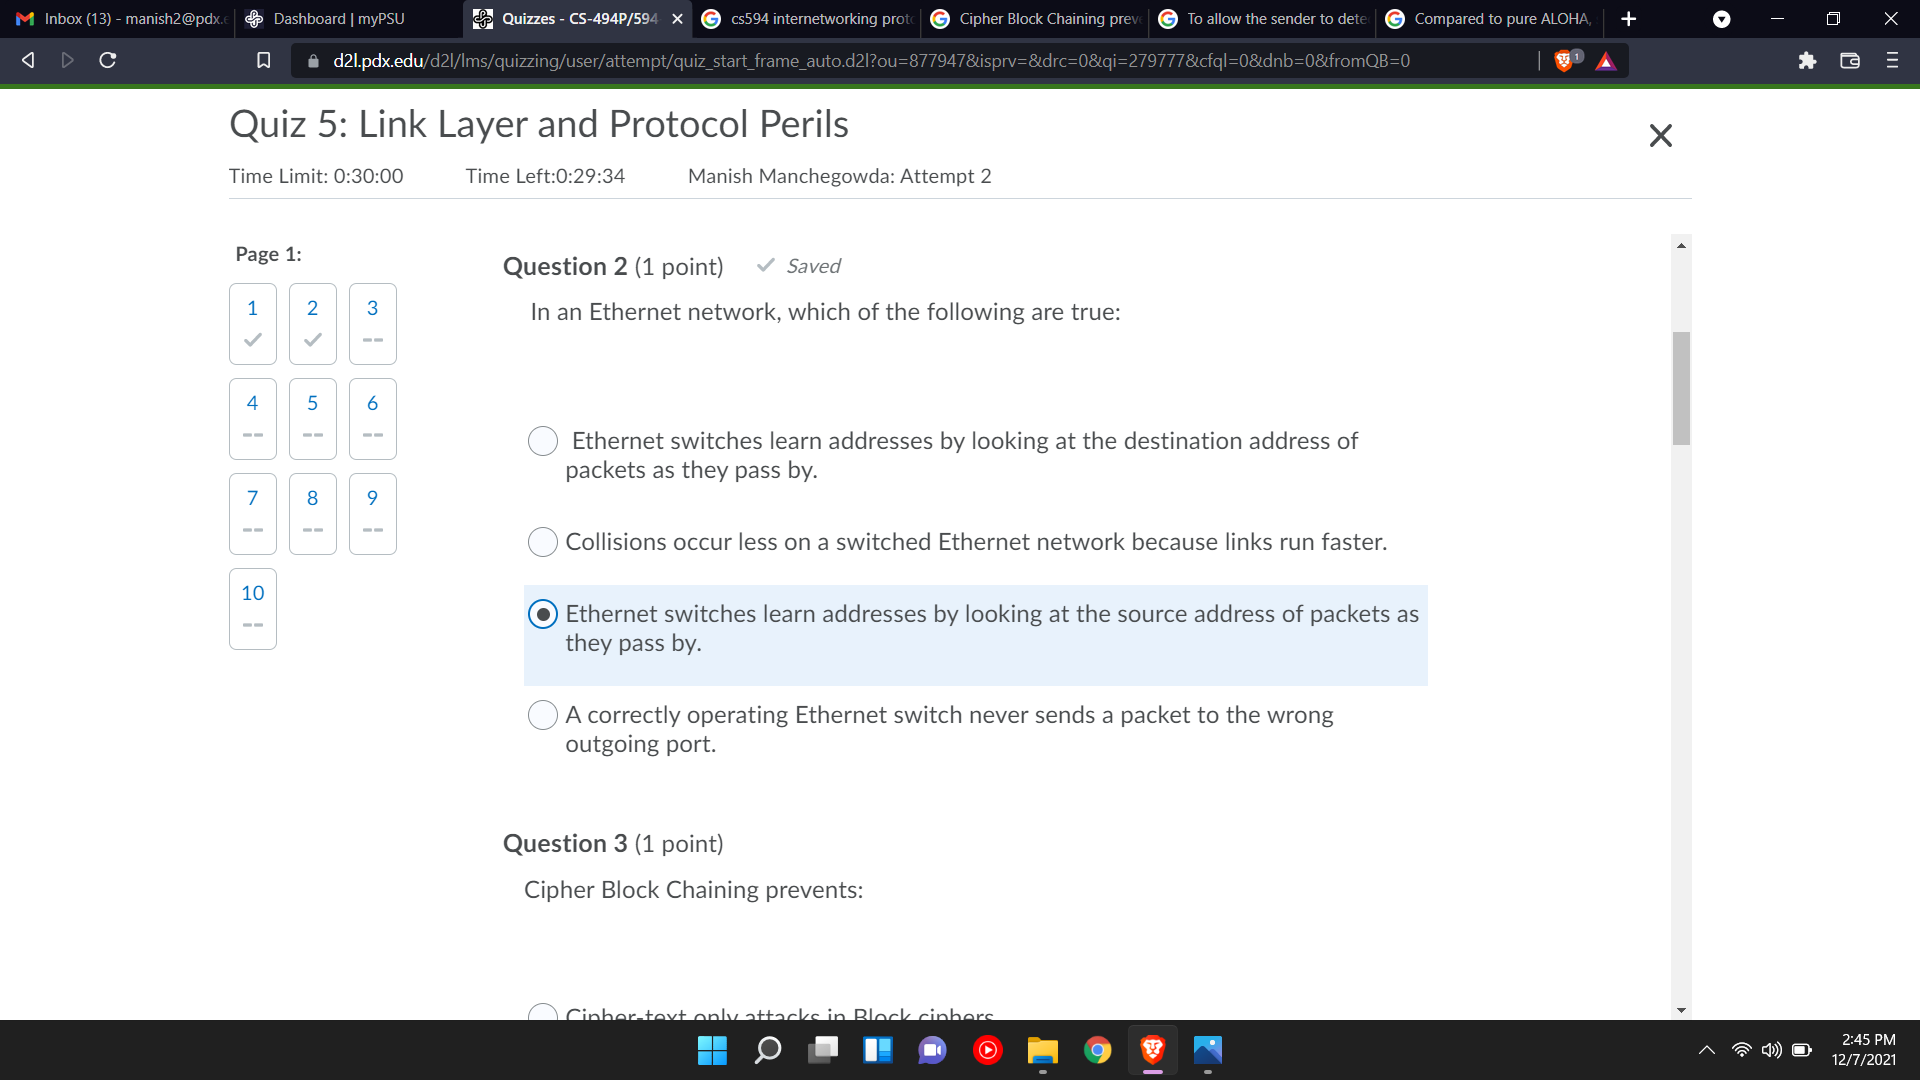 Inbox (13) - manish2@pdx.e
Dashboard | myPSU
Quizzes - CS-494P/594
cs594 internetworking proto
Cipher Block Chaining preve
To allow the sender to dete
Compared to pure ALOHA,
d2l.pdx.edu/d2l/lms/quizzing/user/attempt/quiz_start_frame_auto.d2l?ou=877947&isprv=&drc=0&qi=279777&cfql=0&dnb=0&fromQB=0
1
Quiz 5: Link Layer and Protocol Perils
Time Limit: 0:30:00 Time Left:0:29:34 Manish Manchegowda: Attempt 2
Page 1:
1 2 3
-- 
4 5 6
-- -- --
7 8 9
-- -- --
10
--
Question 2 (1 point) Saved
In an Ethernet network, which of the following are true:
Ethernet switches learn addresses by looking at the destination address of
packets as they pass by.
Collisions occur less on a switched Ethernet network because links run faster.
Ethernet switches learn addresses by looking at the source address of packets as
they pass by.
A correctly operating Ethernet switch never sends a packet to the wrong
outgoing port.
Question 3 (1 point)
Cipher Block Chaining prevents:
Cipher-text only attacks in Block ciphers
2:45 PM
12/7/2021